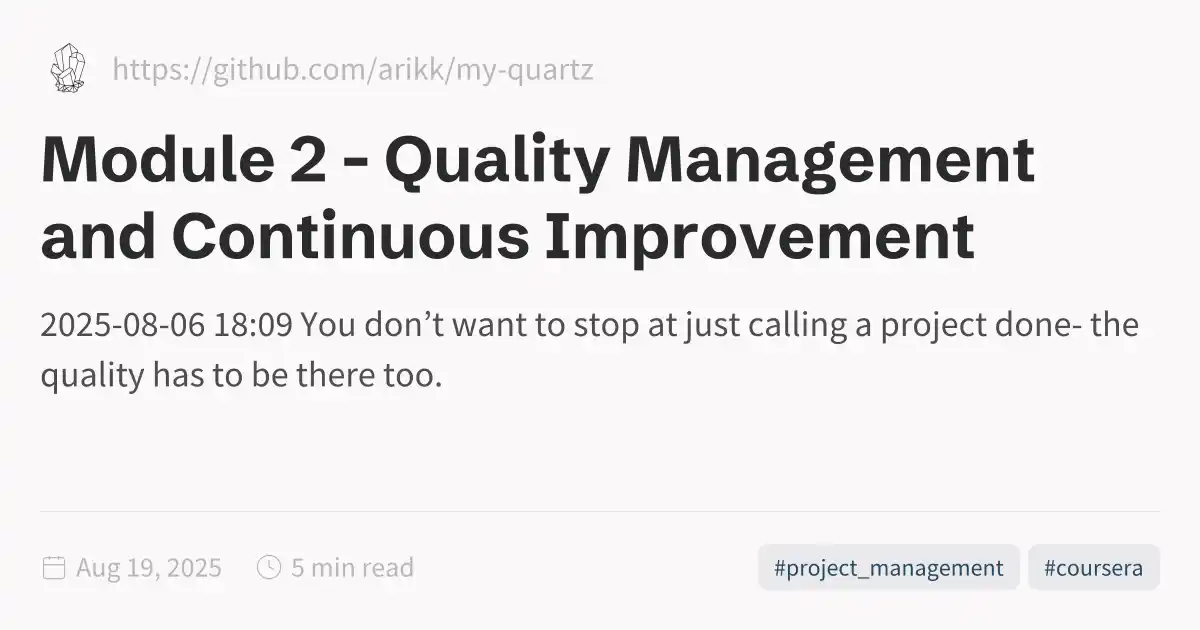 https://github.com/arikk/my-quartz
Module 2 - Quality Management
and Continuous Improvement
2025-08-06 18:09 You don’t want to stop at just calling a project done- the
quality has to be there too.
Aug 19, 2025 5 min read #project_management #coursera